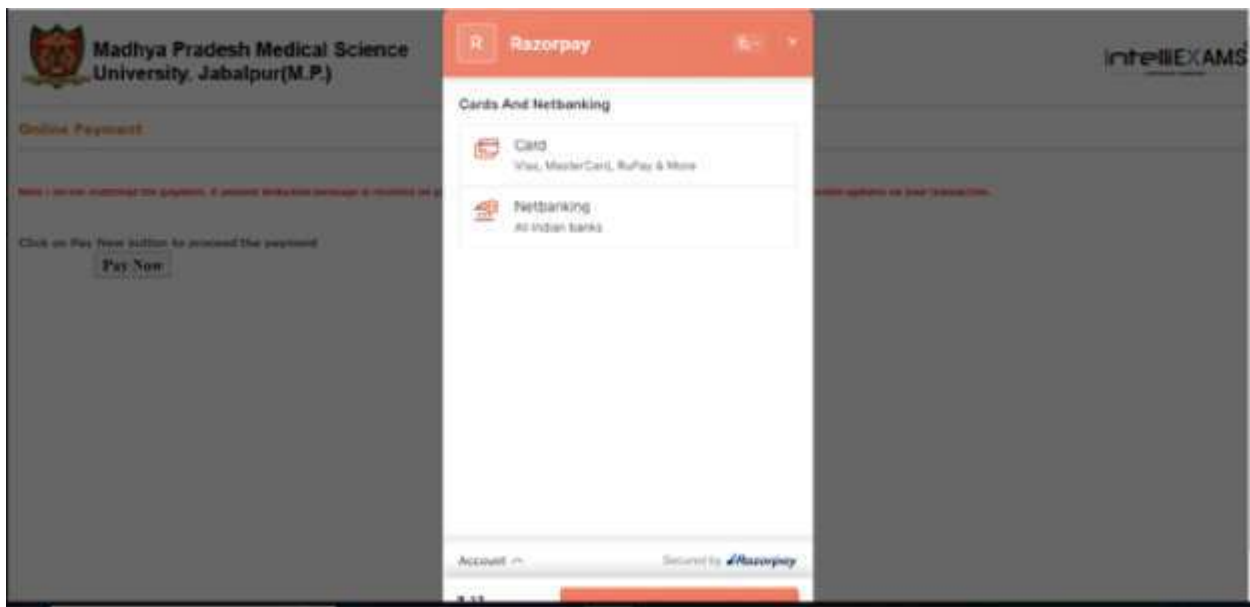 Madhya Pradesh Medical Science
University, Jabalpur(M.P.)
R Razorpay
intelliEXAMS
Online Payment
Cards And Netbanking
Card
Visa, MasterCard, RuPay & More
Netbanking
All Indian banks
Click on Pay Now button to proceed the payment
Pay Now
Account
Secured by Razorpay